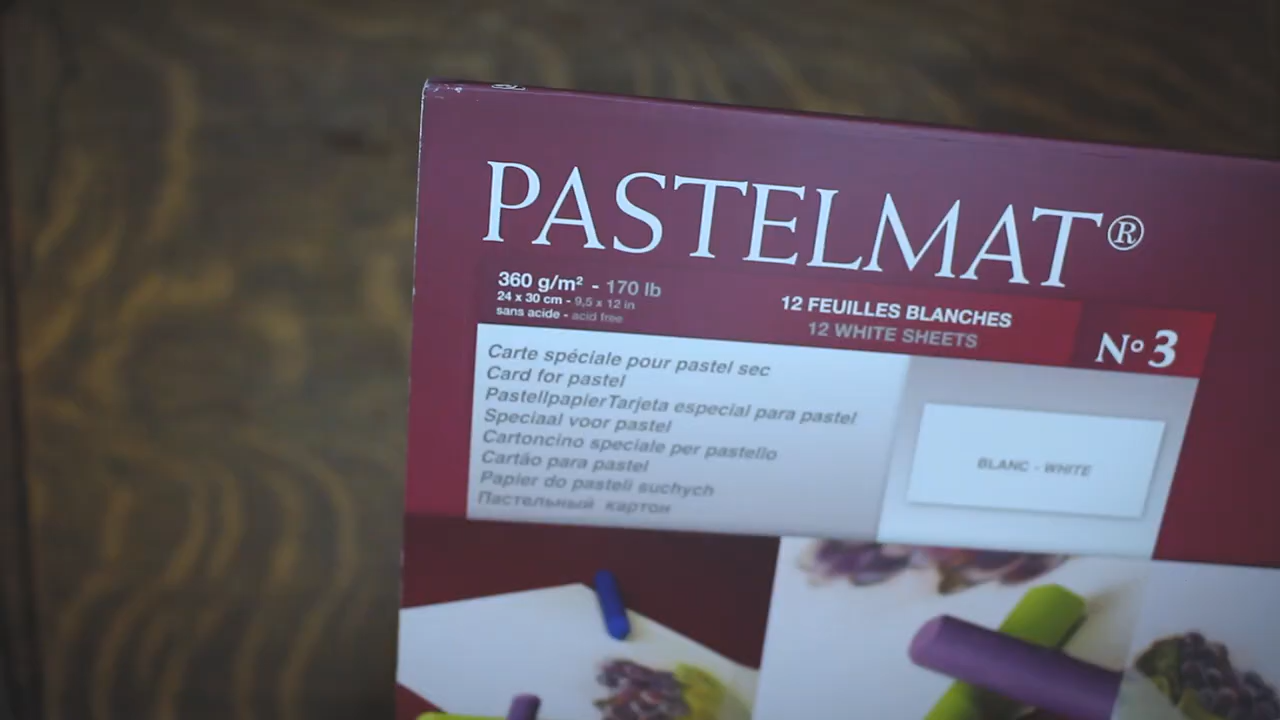 PASTELMAT®
360 g/m² - 170 lb
24 x 30 cm - 9,5 x 12 in
sans acide - acid free
12 FEUILLES BLANCHES
12 WHITE SHEETS
Nº 3
Carte spéciale pour pastel sec
Card for pastel
PastellpapierTarjeta especial para pastel
Speciaal voor pastel
Cartoncino speciale per pastello
Cartáo para pastel
Papier do pasteli suchych
Пастельный картон
BLANC - WHITE